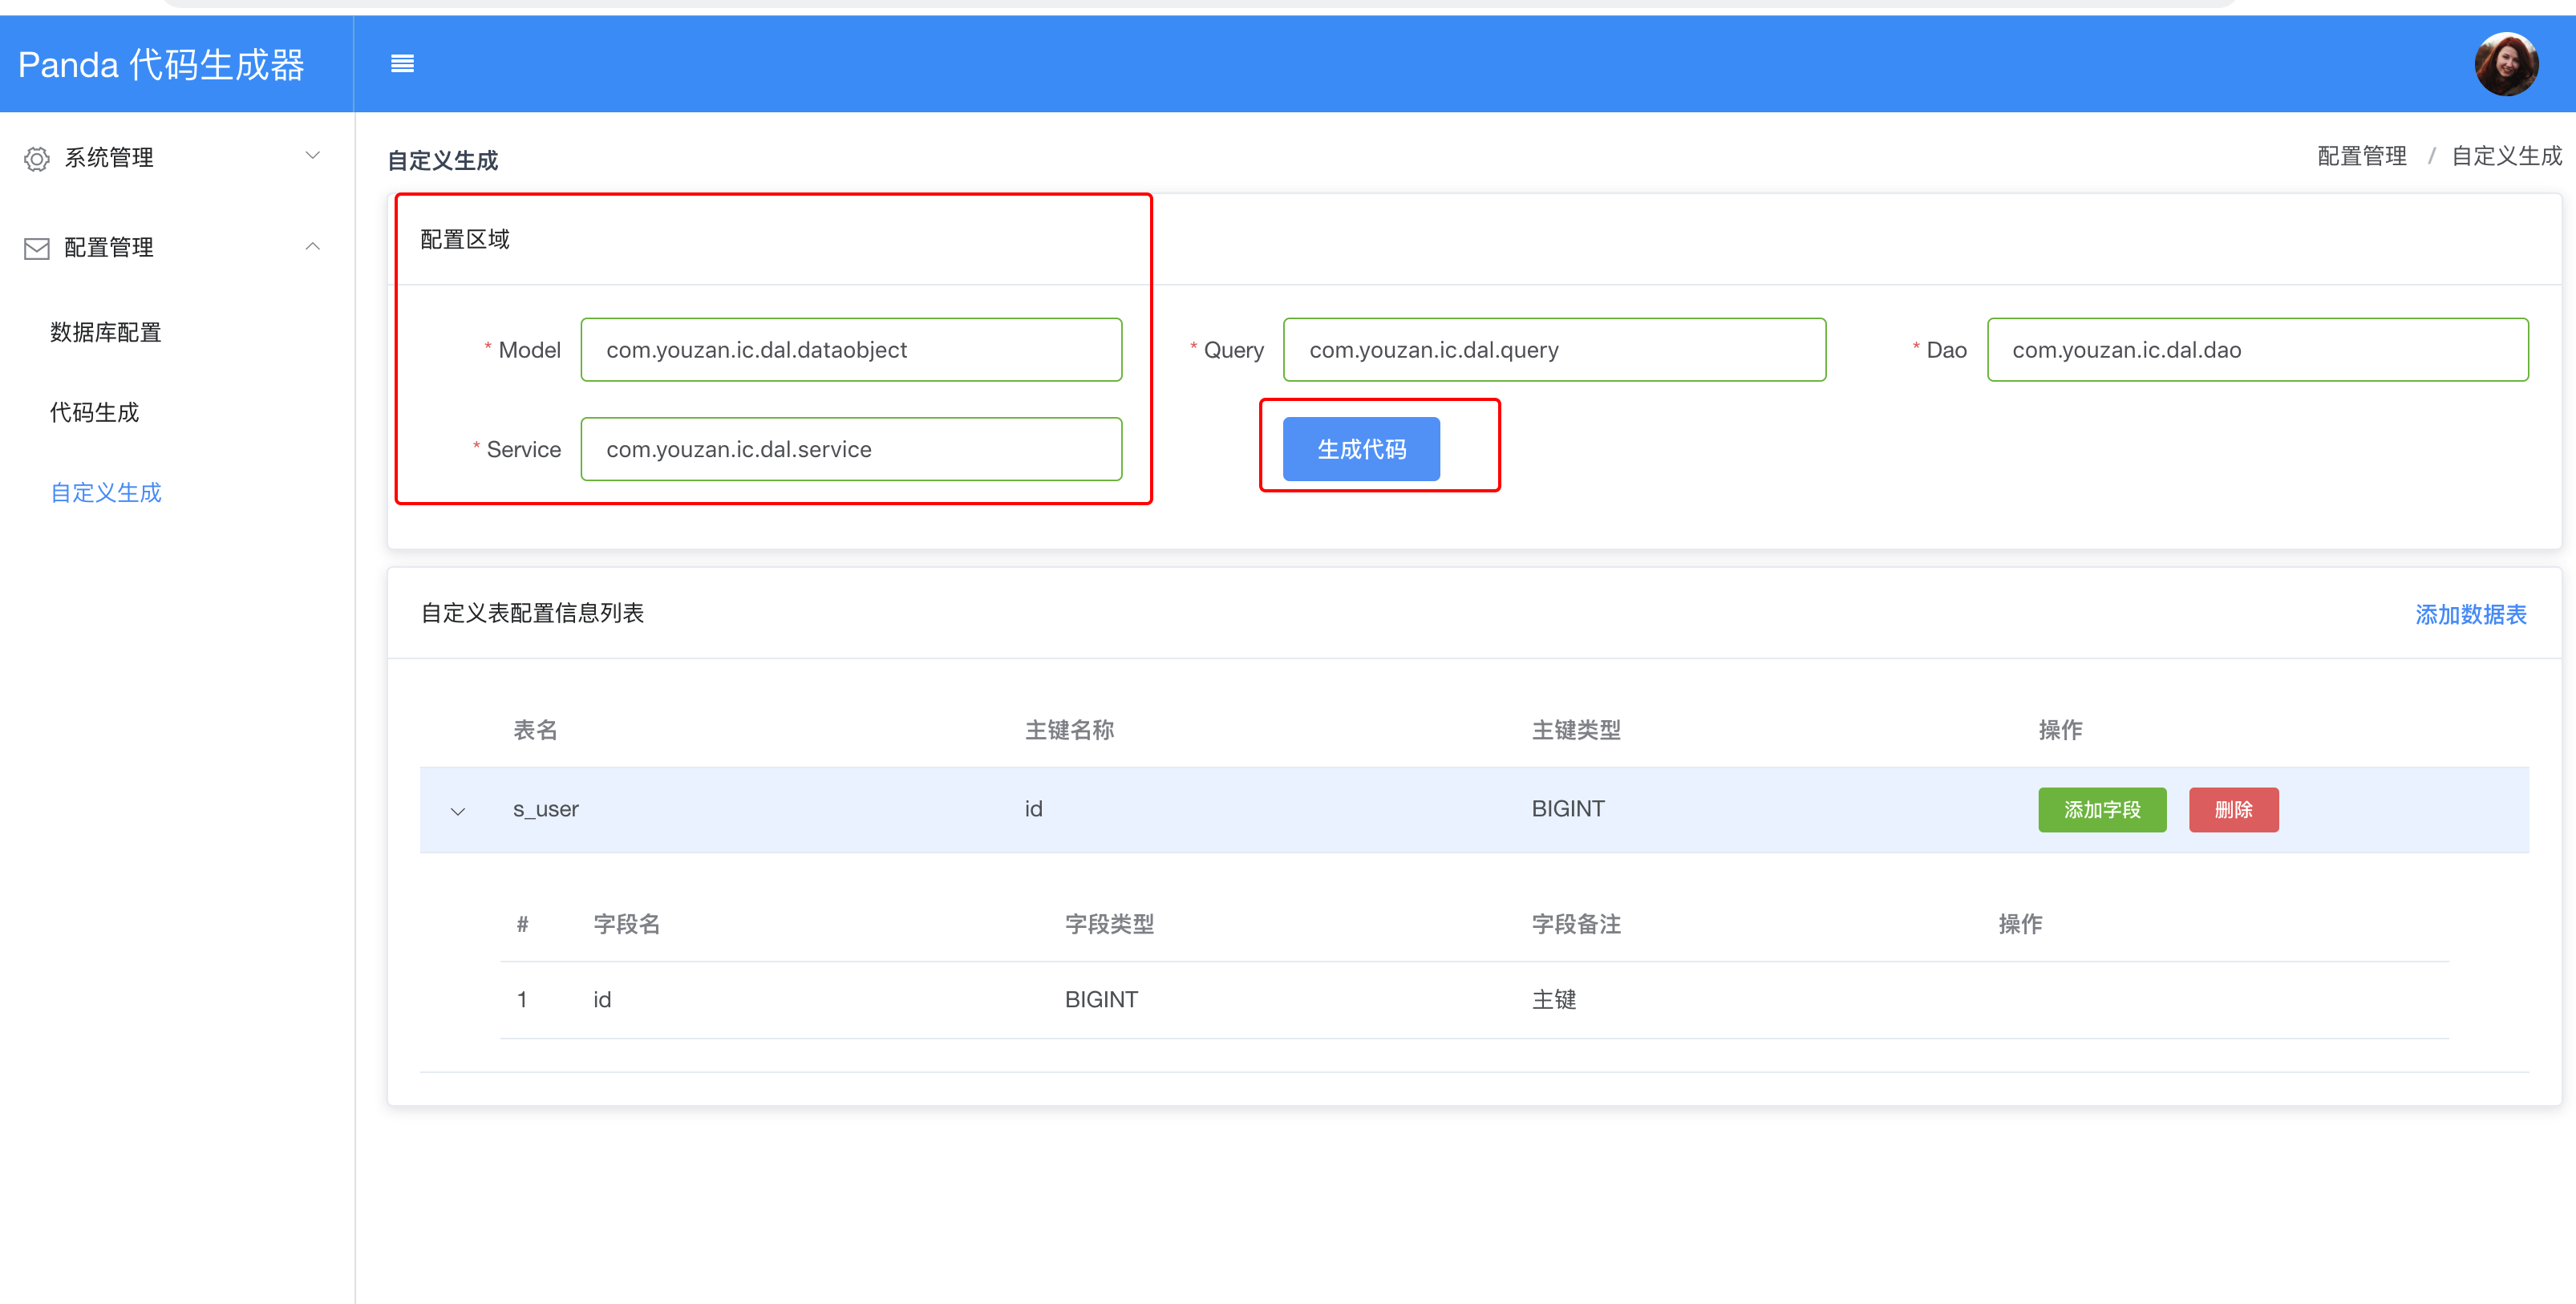 Panda 代码生成器
系统管理
配置管理
数据库配置
代码生成
自定义生成
自定义生成
配置管理 / 自定义生成
配置区域
* Model com.youzan.ic.dal.dataobject * Query com.youzan.ic.dal.query * Dao com.youzan.ic.dal.dao
* Service com.youzan.ic.dal.service 生成代码
自定义表配置信息列表 添加数据表
表名 主键名称 主键类型 操作
s_user id BIGINT 添加字段 删除
# 字段名 字段类型 字段备注 操作
1 id BIGINT 主键